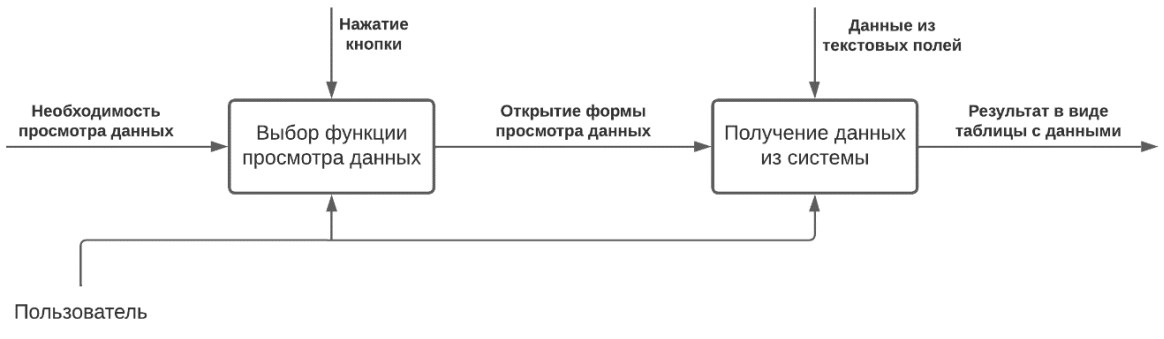 Нажатие
кнопки
Данные из
текстовых полей
Необходимость
просмотра данных
Выбор функции
просмотра данных
Открытие формы
просмотра данных
Получение данных
из системы
Результат в виде
таблицы с данными
Пользователь